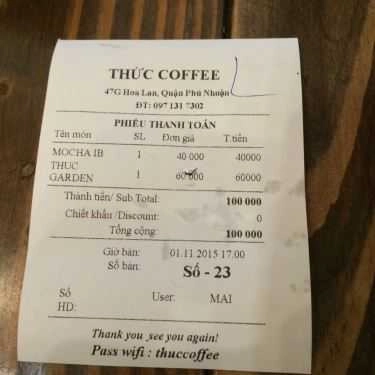 THỨC COFFEE
47G Hoa Lan, Quận Phú Nhuận
ĐT: 097 131 7302
PHIẾU THANH TOÁN
Tên món SL Đơn giá T.tiền
MOCHA IB 1 40 000 40000
THUC
GARDEN 1 60 000 60000
Thành tiền/ Sub Total: 100 000
Chiết khấu /Discount: 0
Tổng cộng: 100 000
Giờ bán: 01.11.2015 17.00
Số bàn: Số - 23
Số
HD: User: MAI
Thank you ,see you again!
Pass wifi : thuccoffee